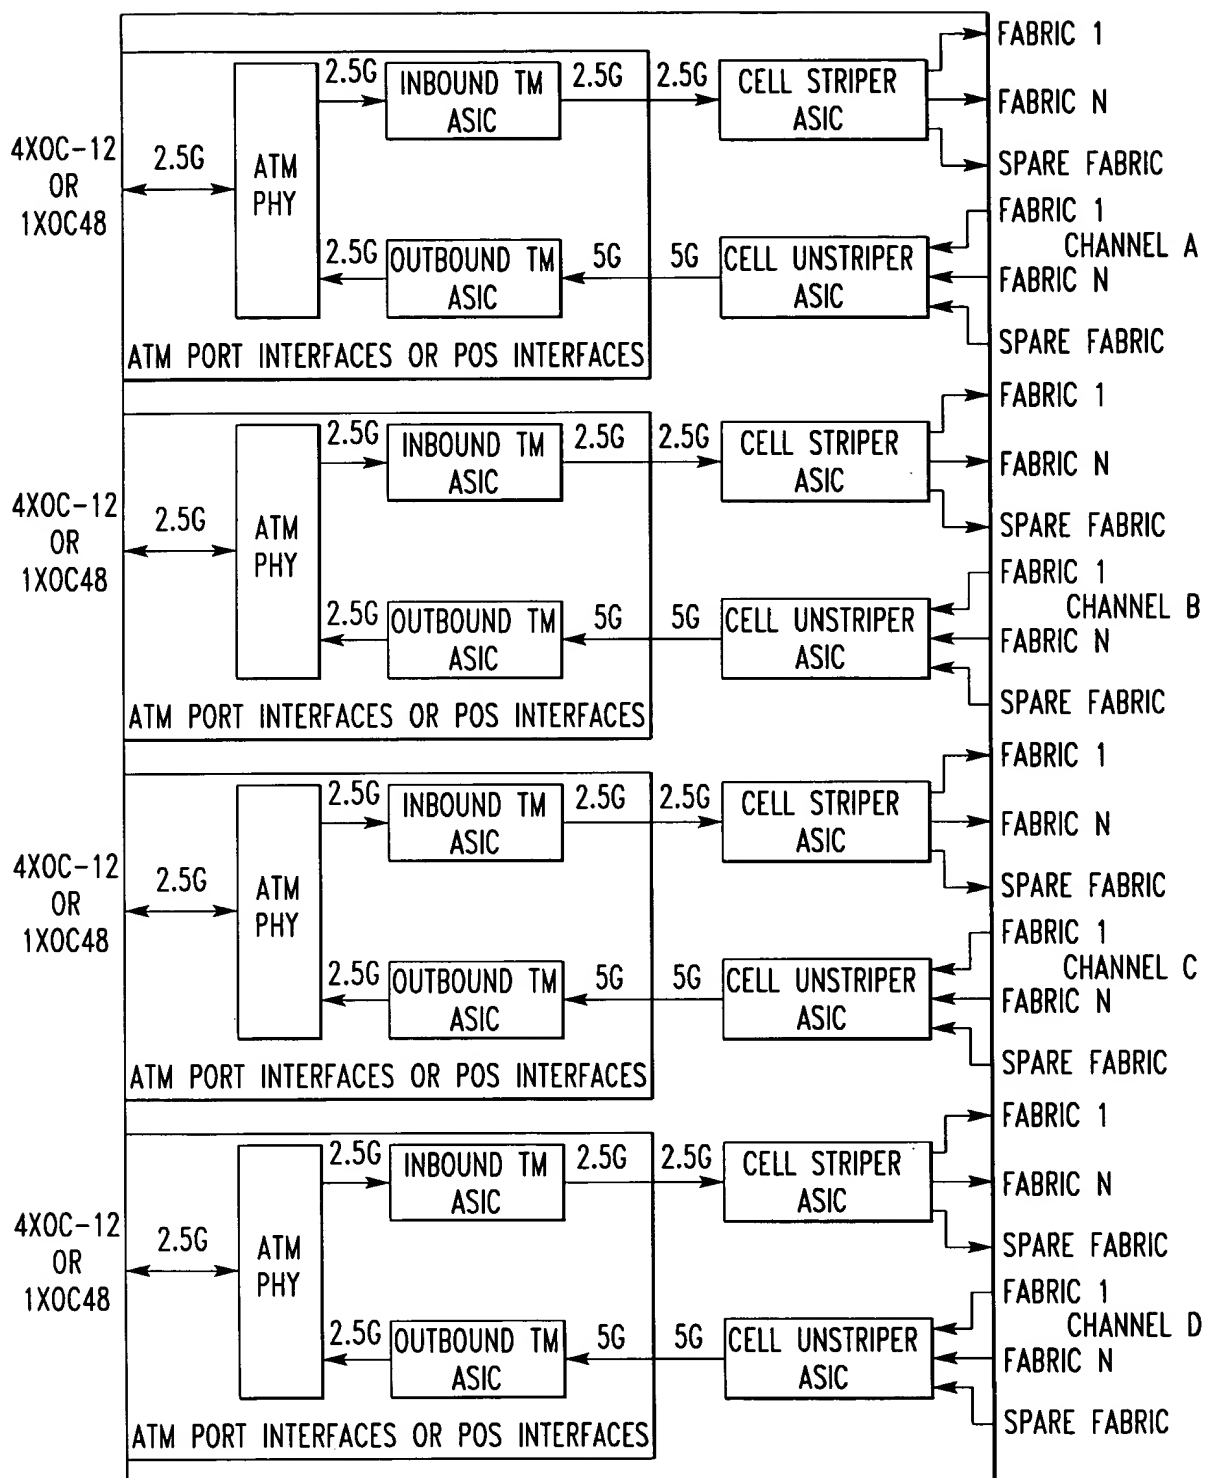 FABRIC 1
2.5G
INBOUND TM
ASIC
2.5G
2.5G
CELL STRIPER
ASIC
FABRIC N
4XOC-12
OR
1XOC48
2.5G
ATM
PHY
SPARE FABRIC
FABRIC 1
CHANNEL A
2.5G
OUTBOUND TM
ASIC
5G
5G
CELL UNSTRIPER
ASIC
FABRIC N
SPARE FABRIC
ATM PORT INTERFACES OR POS INTERFACES
FABRIC 1
2.5G
INBOUND TM
ASIC
2.5G
2.5G
CELL STRIPER
ASIC
FABRIC N
4XOC-12
OR
1XOC48
2.5G
ATM
PHY
SPARE FABRIC
FABRIC 1
CHANNEL B
2.5G
OUTBOUND TM
ASIC
5G
5G
CELL UNSTRIPER
ASIC
FABRIC N
SPARE FABRIC
ATM PORT INTERFACES OR POS INTERFACES
FABRIC 1
2.5G
INBOUND TM
ASIC
2.5G
2.5G
CELL STRIPER
ASIC
FABRIC N
4XOC-12
OR
1XOC48
2.5G
ATM
PHY
SPARE FABRIC
FABRIC 1
CHANNEL C
2.5G
OUTBOUND TM
ASIC
5G
5G
CELL UNSTRIPER
ASIC
FABRIC N
SPARE FABRIC
ATM PORT INTERFACES OR POS INTERFACES
FABRIC 1
2.5G
INBOUND TM
ASIC
2.5G
2.5G
CELL STRIPER
ASIC
FABRIC N
4XOC-12
OR
1XOC48
2.5G
ATM
PHY
SPARE FABRIC
FABRIC 1
CHANNEL D
2.5G
OUTBOUND TM
ASIC
5G
5G
CELL UNSTRIPER
ASIC
FABRIC N
SPARE FABRIC
ATM PORT INTERFACES OR POS INTERFACES